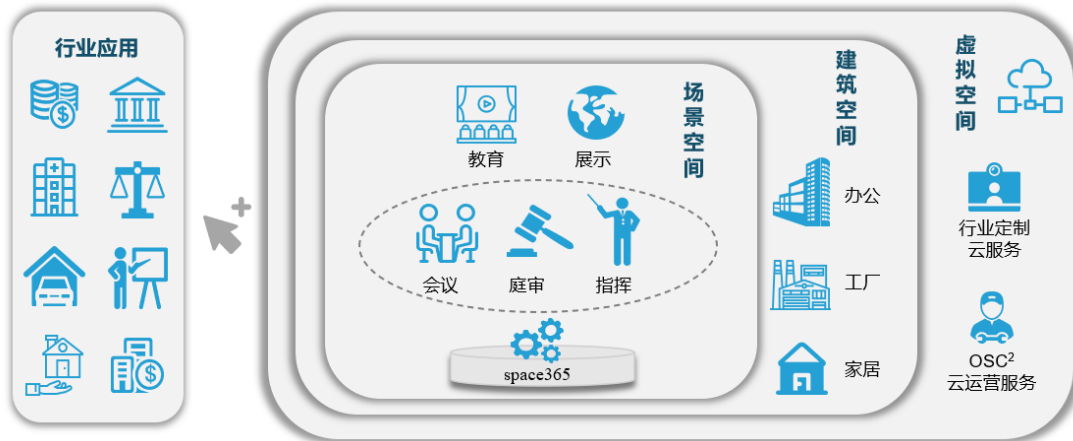 行业应用
教育
展示
会议
庭审
指挥
space365
场景空间
建筑空间
办公
工厂
家居
虚拟空间
行业定制
云服务
OSC²
云运营服务